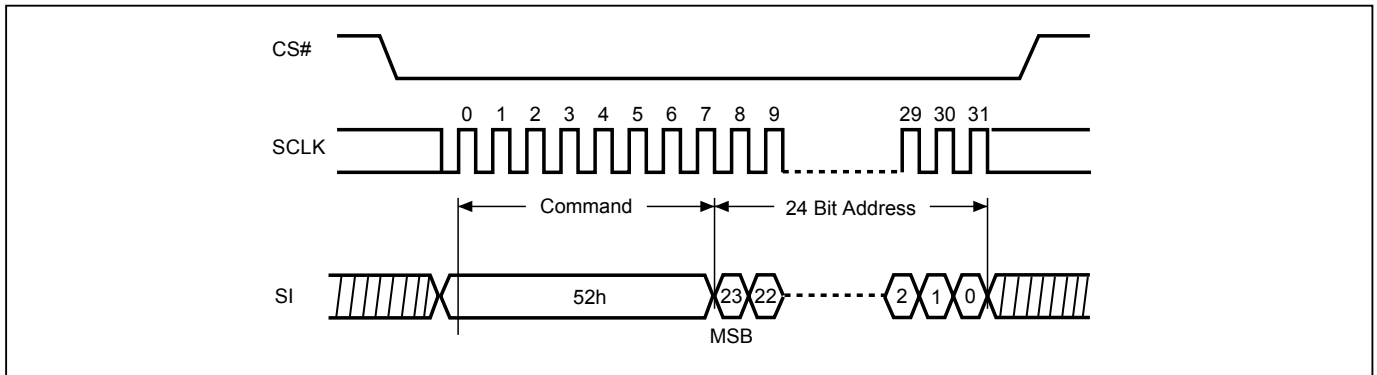 CS#
0 1 2 3 4 5 6 7 8 9 29 30 31
SCLK
Command 24 Bit Address
SI 52h 23 22 2 1 0
MSB